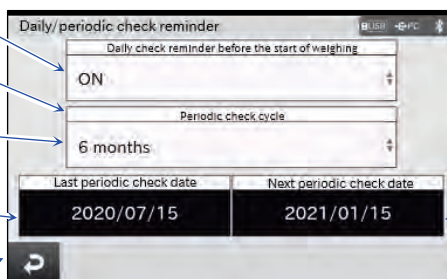 Daily/periodic check reminder USB PC
Daily check reminder before the start of weighing
ON
Periodic check cycle
6 months
Last periodic check date Next periodic check date
2020/07/15 2021/01/15